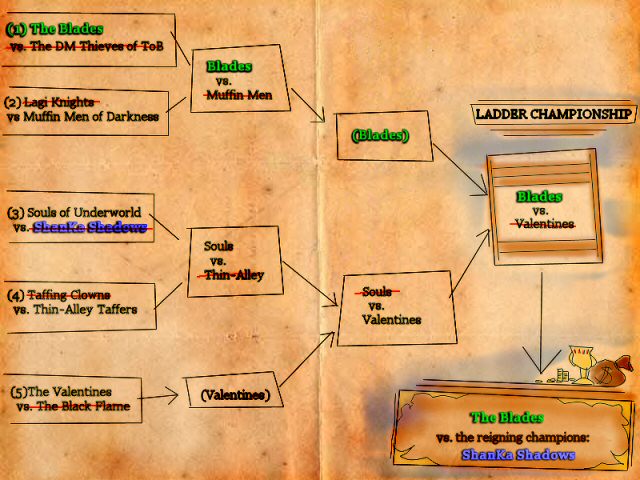 (1) The Blades
vs. The DM Thieves of ToB
(2) Lagi Knights
vs Muffin Men of Darkness
Blades
vs.
Muffin Men
(Blades)
LADDER CHAMPIONSHIP
Blades
vs.
Valentines
(3) Souls of Underworld
vs. ShanKa Shadows
(4) Taffing Clowns
vs. Thin-Alley Taffers
Souls
vs.
Thin-Alley
Souls
vs.
Valentines
(5)The Valentines
vs. The Black Flame
(Valentines)
The Blades
vs. the reigning champions:
ShanKa Shadows